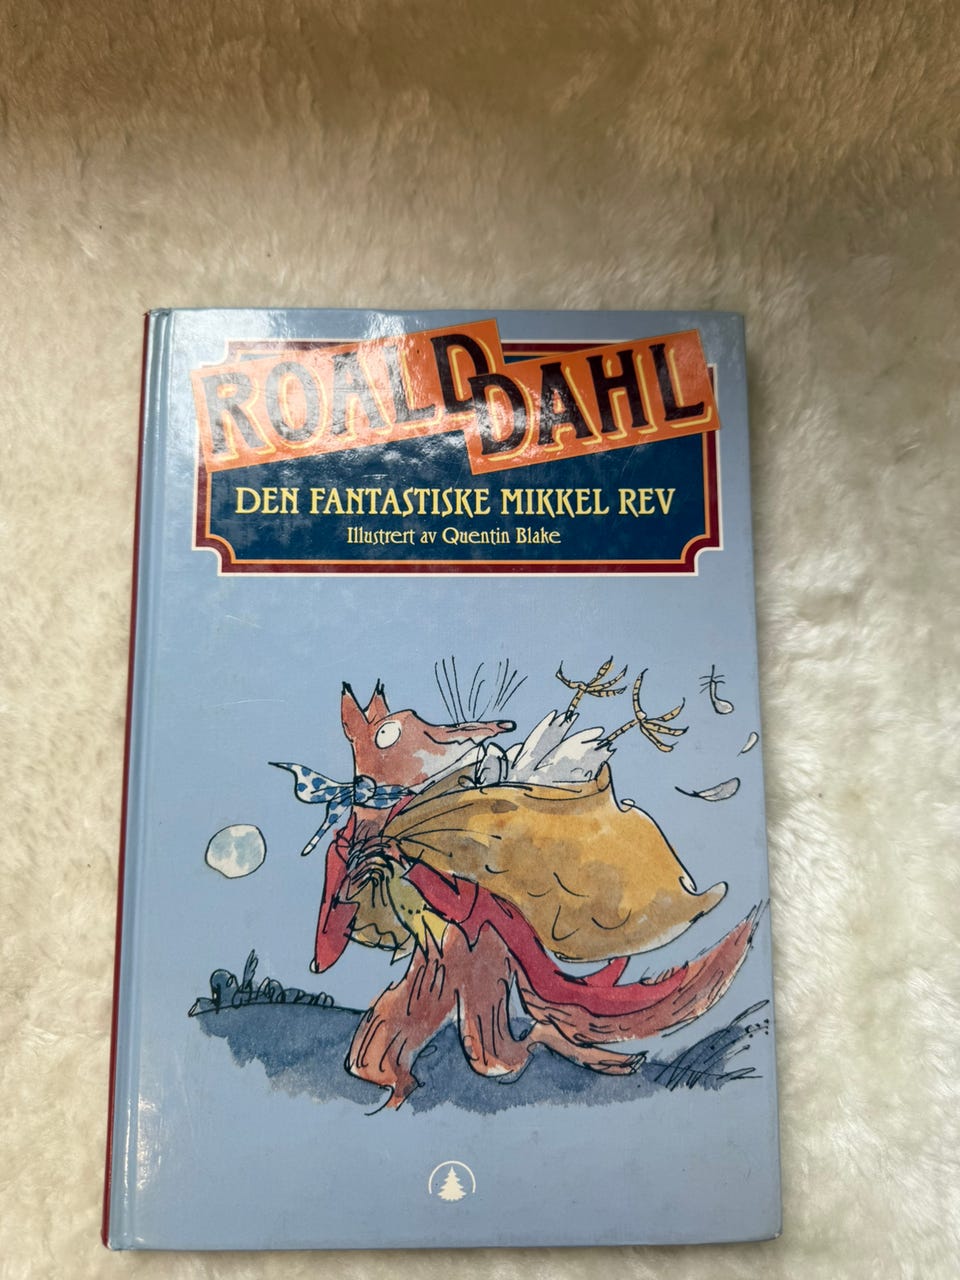 ROALD DAHL
DEN FANTASTISKE MIKKEL REV
Illustrert av Quentin Blake